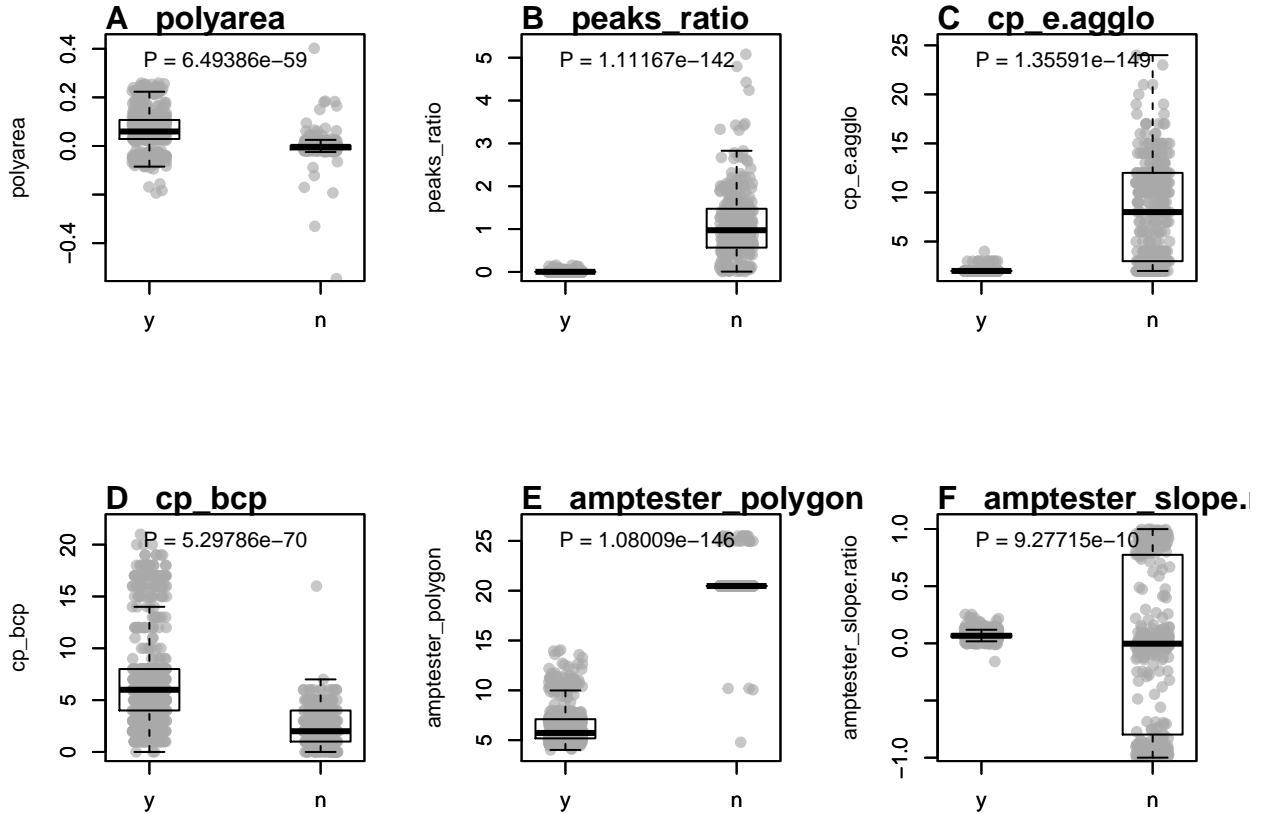 A polyarea
P = 6.49386e−59
polyarea
0.4
0.2
0.0
−0.4
y n
B peaks_ratio
P = 1.11167e−142
peaks_ratio
5
4
3
2
1
0
y n
C cp_e.agglo
P = 1.35591e−149
cp_e.agglo
25
20
15
10
5
y n
D cp_bcp
P = 5.29786e−70
cp_bcp
20
15
10
5
0
y n
E amptester_polygon
P = 1.08009e−146
amptester_polygon
25
20
15
10
5
y n
F amptester_slope.
P = 9.27715e−10
amptester_slope.ratio
1.0
0.5
0.0
−1.0
y n